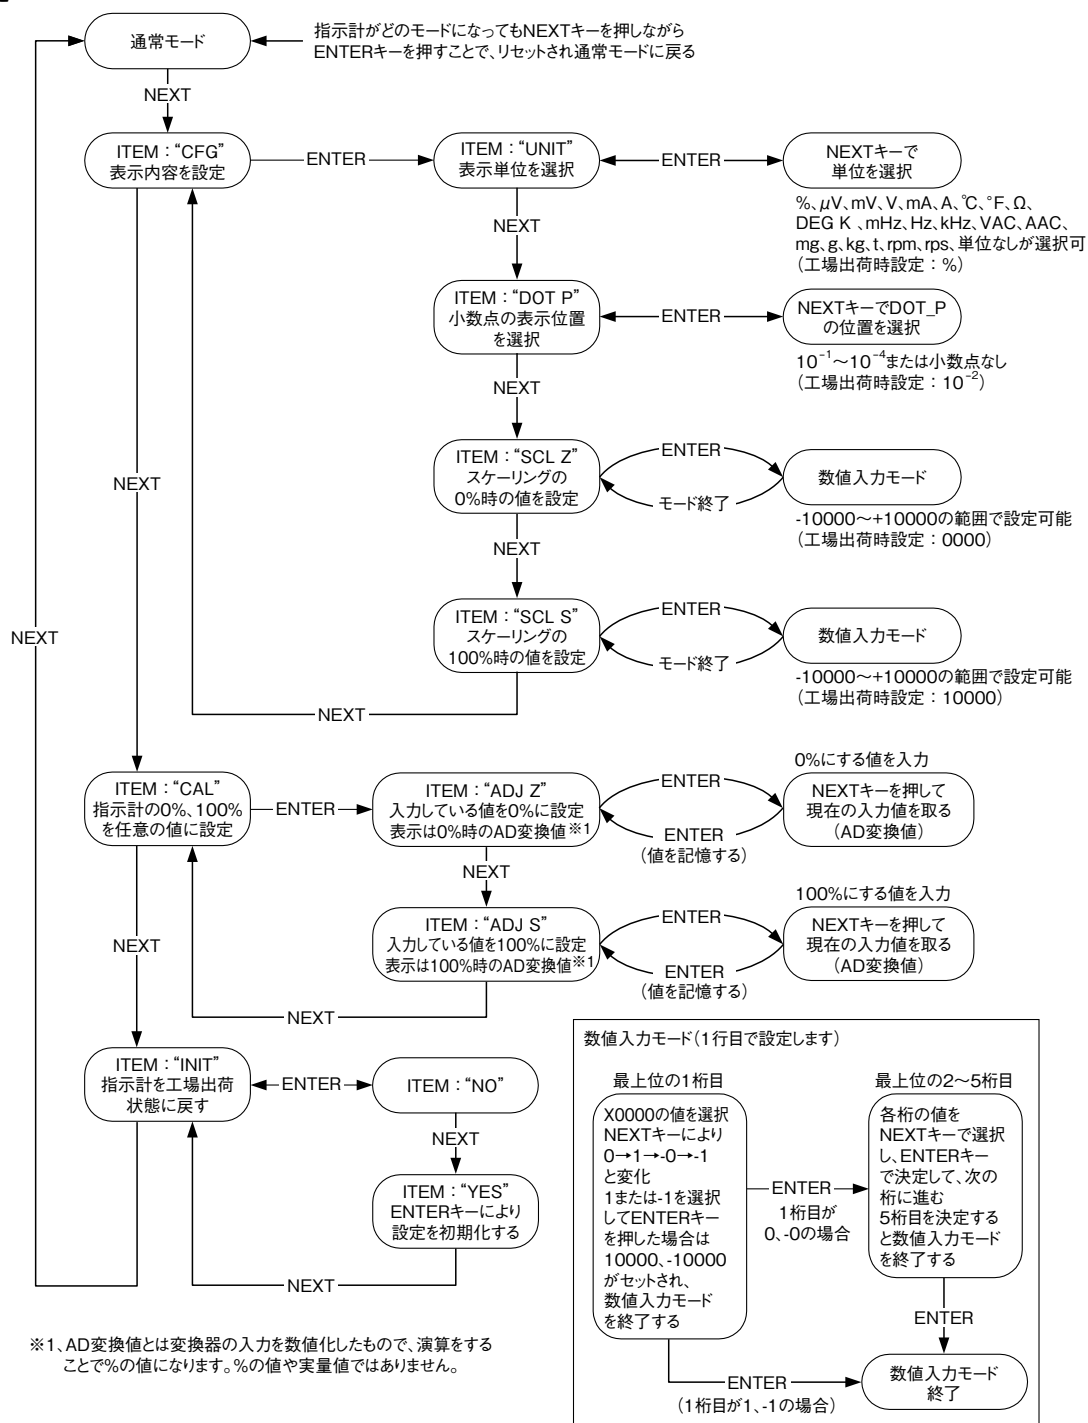 通常モード
指示計がどのモードになってもNEXTキーを押しながら
ENTERキーを押すことで、リセットされ通常モードに戻る
NEXT
ITEM：“CFG”
表示内容を設定
ENTER
ITEM：“UNIT”
表示単位を選択
ENTER
NEXTキーで
単位を選択
%、μV、mV、V、mA、A、℃、°F、Ω、
DEG K 、mHz、Hz、kHz、VAC、AAC、
mg、g、kg、t、rpm、rps、単位なしが選択可
（工場出荷時設定：%）
NEXT
ITEM：“DOT P”
小数点の表示位置
を選択
ENTER
NEXTキーでDOT_P
の位置を選択
10⁻¹～10⁻⁴または小数点なし
（工場出荷時設定：10⁻²）
NEXT
ITEM：“SCL Z”
スケーリングの
0%時の値を設定
ENTER
モード終了
数値入力モード
-10000～+10000の範囲で設定可能
（工場出荷時設定：0000）
NEXT
NEXT
ITEM：“SCL S”
スケーリングの
100%時の値を設定
ENTER
モード終了
数値入力モード
-10000～+10000の範囲で設定可能
（工場出荷時設定：10000）
NEXT
NEXT
ITEM：“CAL”
指示計の0%、100%
を任意の値に設定
ENTER
ITEM：“ADJ Z”
入力している値を0%に設定
表示は0%時のAD変換値※1
ENTER
ENTER
（値を記憶する）
0%にする値を入力
NEXTキーを押して
現在の入力値を取る
（AD変換値）
NEXT
NEXT
ITEM：“ADJ S”
入力している値を100%に設定
表示は100%時のAD変換値※1
ENTER
ENTER
（値を記憶する）
100%にする値を入力
NEXTキーを押して
現在の入力値を取る
（AD変換値）
NEXT
ITEM：“INIT”
指示計を工場出荷
状態に戻す
ENTER
ITEM：“NO”
NEXT
ITEM：“YES”
ENTERキーにより
設定を初期化する
NEXT
数値入力モード（1行目で設定します）
最上位の1桁目
X0000の値を選択
NEXTキーにより
0→1→-0→-1
と変化
1または-1を選択
してENTERキー
を押した場合は
10000、-10000
がセットされ、
数値入力モード
を終了する
ENTER
1桁目が
0、-0の場合
最上位の2～5桁目
各桁の値を
NEXTキーで選択
し、ENTERキー
で決定して、次の
桁に進む
5桁目を決定する
と数値入力モード
を終了する
ENTER
ENTER
（1桁目が1、-1の場合）
数値入力モード
終了
※1、AD変換値とは変換器の入力を数値化したもので、演算をする
ことで%の値になります。%の値や実量値ではありません。